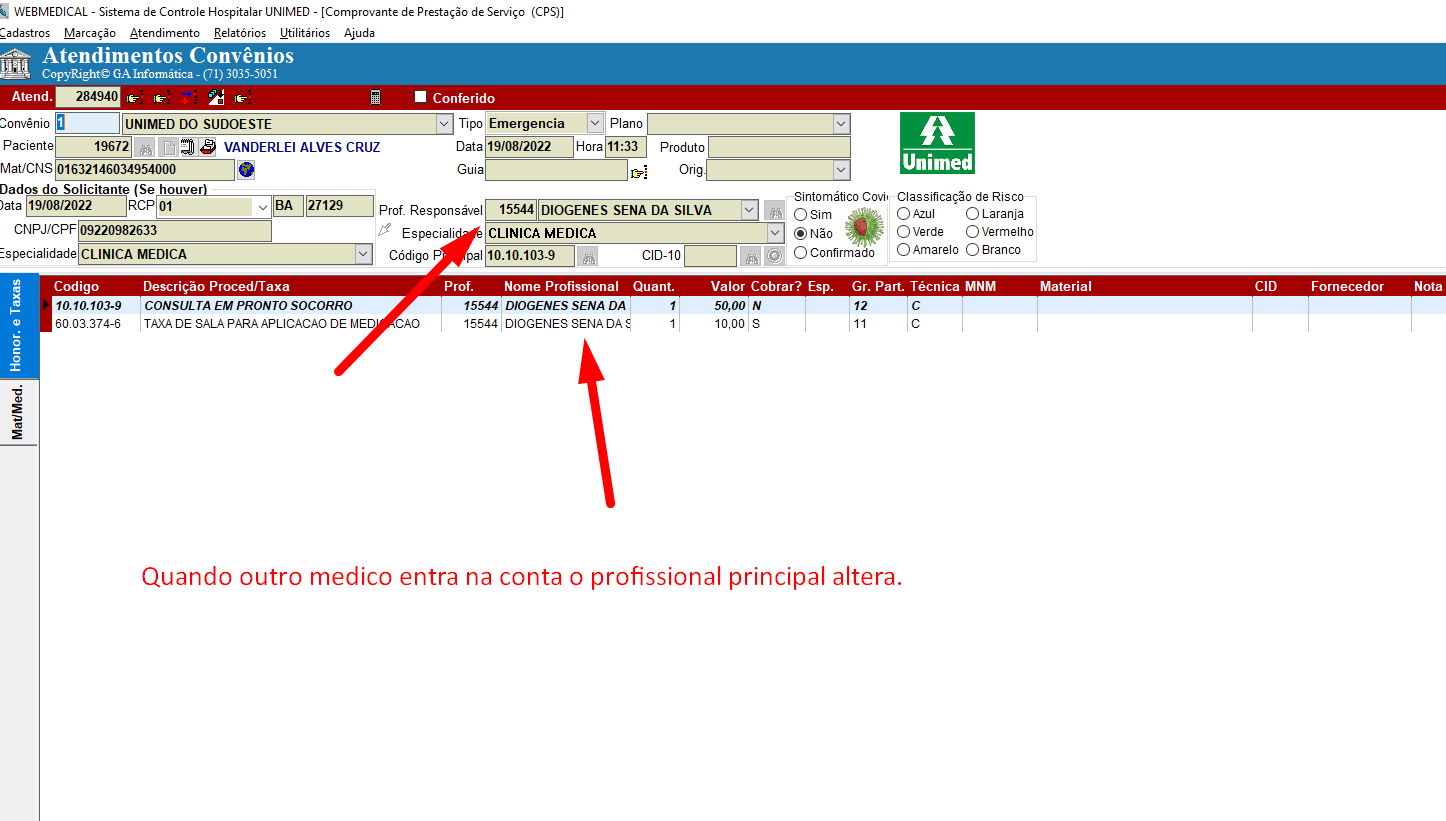 WEBMEDICAL - Sistema de Controle Hospitalar UNIMED - [Comprovante de Prestação de Serviço (CPS)]
Cadastros Marcação Atendimento Relatórios Utilitários Ajuda
Atendimentos Convênios
CopyRight© GA Informática - (71) 3035-5051
Atend. 284940 Conferido
Convênio 1 UNIMED DO SUDOESTE Tipo Emergencia Plano
Paciente 19672 VANDERLEI ALVES CRUZ Data 19/08/2022 Hora 11:33 Produto
Unimed
Mat/CNS 01632146034954000 Guia Orig.
Dados do Solicitante (Se houver)
Data 19/08/2022 RCP 01 BA 27129
CNPJ/CPF 09220982633
Especialidade CLINICA MEDICA
Prof. Responsável 15544 DIOGENES SENA DA SILVA
Especialidade CLINICA MEDICA
Código Principal 10.10.103-9 CID-10
Sintomático Covi
Sim
Não
Confirmado
Classificação de Risco
Azul Laranja
Verde Vermelho
Amarelo Branco
Honor. e Taxas
Mat/Med.
Codigo Descrição Proced/Taxa Prof. Nome Profissional Quant. Valor Cobrar? Esp. Gr. Part. Técnica MNM Material CID Fornecedor Nota
10.10.103-9 CONSULTA EM PRONTO SOCORRO 15544 DIOGENES SENA DA 1 50,00 N 12 C
60.03.374-6 TAXA DE SALA PARA APLICACAO DE MEDICACAO 15544 DIOGENES SENA DA S 1 10,00 S 11 C
Quando outro medico entra na conta o profissional principal altera.